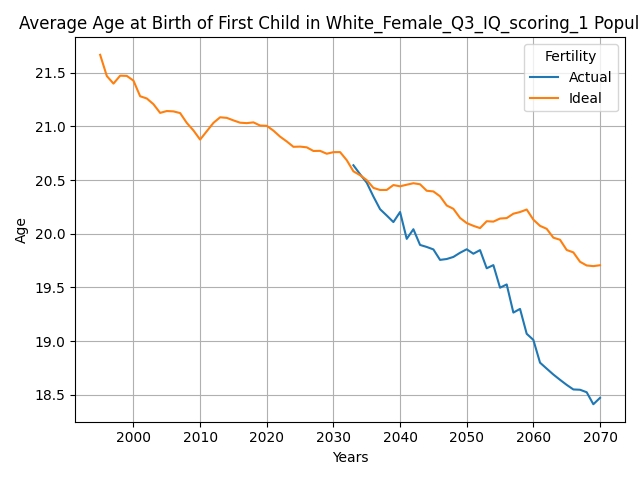 Average Age at Birth of First Child in White_Female_Q3_IQ_scoring_1 Popul
Fertility
Actual
Ideal
Age
21.5
21.0
20.5
20.0
19.5
19.0
18.5
2000 2010 2020 2030 2040 2050 2060 2070
Years